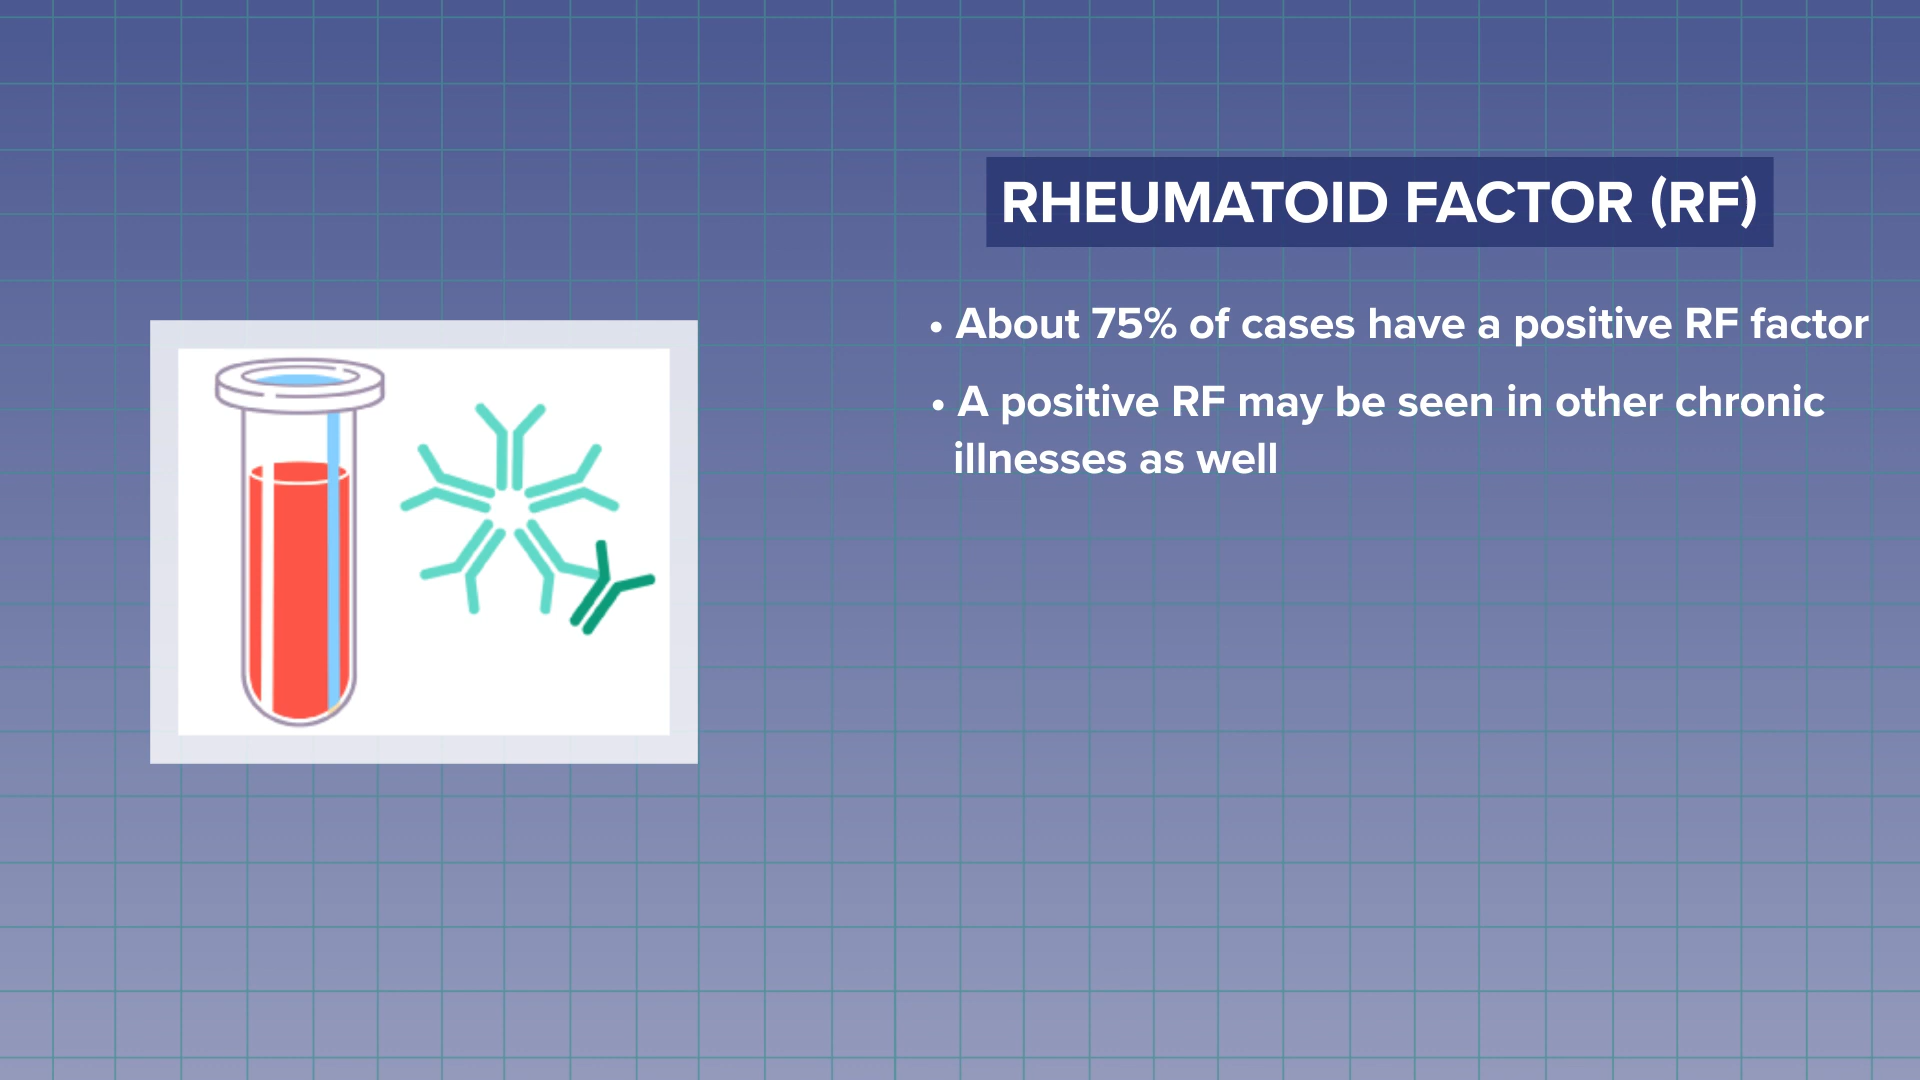 RHEUMATOID FACTOR (RF)
• About 75% of cases have a positive RF factor
• A positive RF may be seen in other chronic
illnesses as well